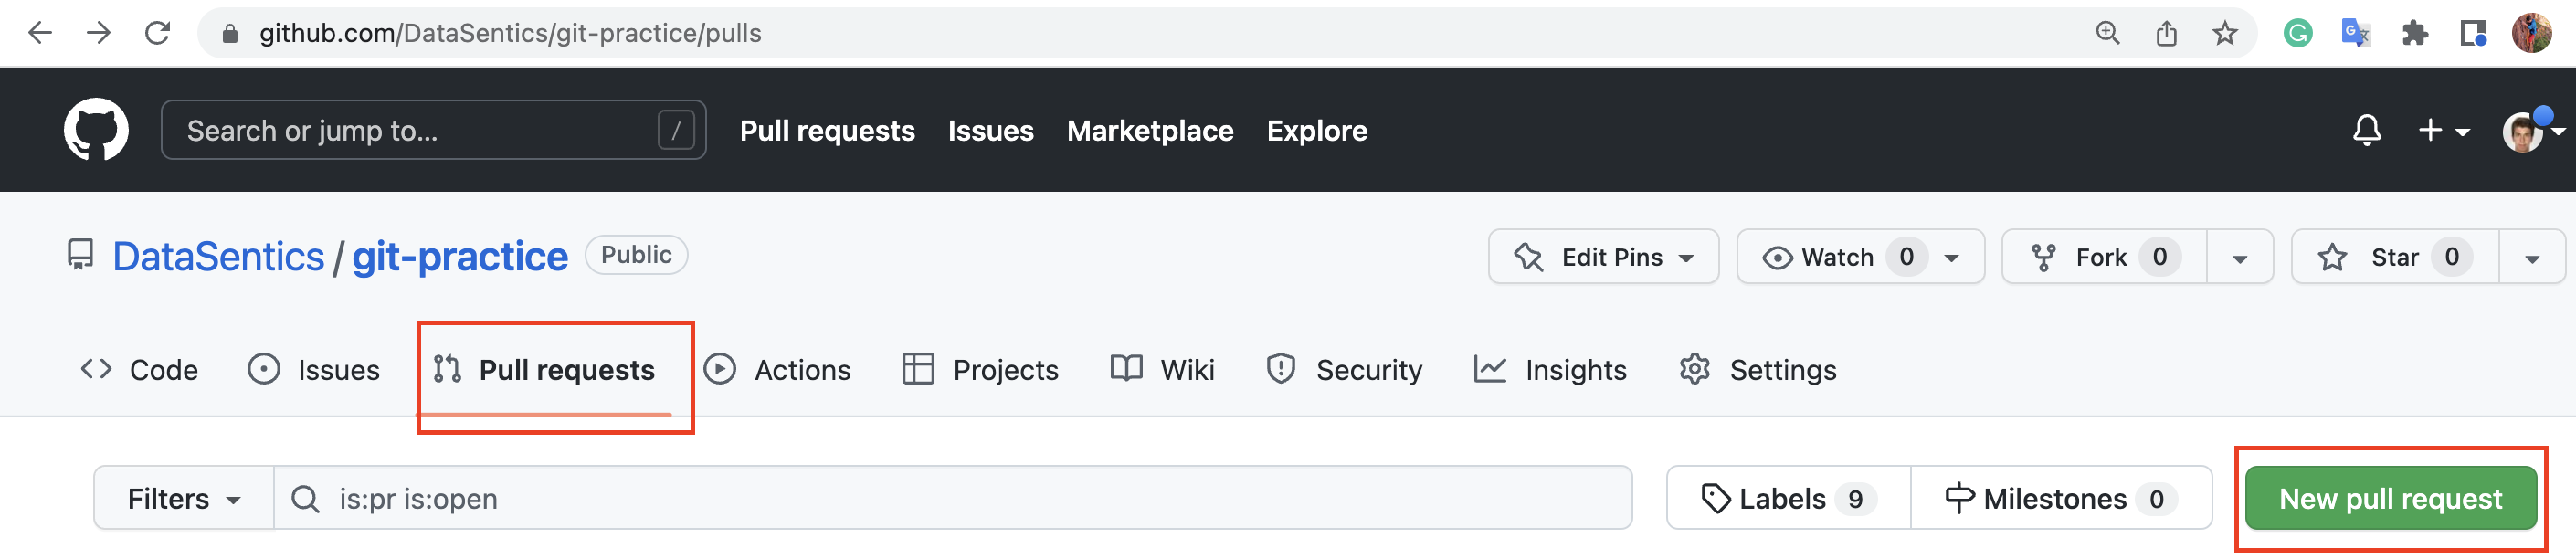 github.com/DataSentics/git-practice/pulls
Search or jump to... / Pull requests Issues Marketplace Explore
DataSentics / git-practice Public Edit Pins Watch 0 Fork 0 Star 0
Code Issues Pull requests Actions Projects Wiki Security Insights Settings
Filters is:pr is:open Labels 9 Milestones 0 New pull request